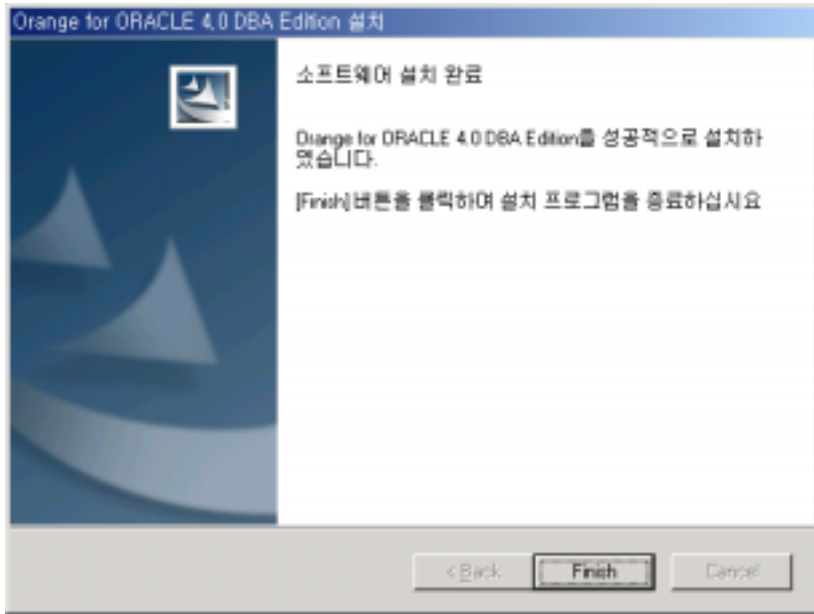 Orange for ORACLE 4,0 DBA Edition 설치
소프트웨어 설치 완료
Orange for ORACLE 4.0 DBA Edition를 성공적으로 설치하
였습니다.
[Finish] 버튼을 클릭하여 설치 프로그램을 종료하십시요
< Back
Finish
Cancel